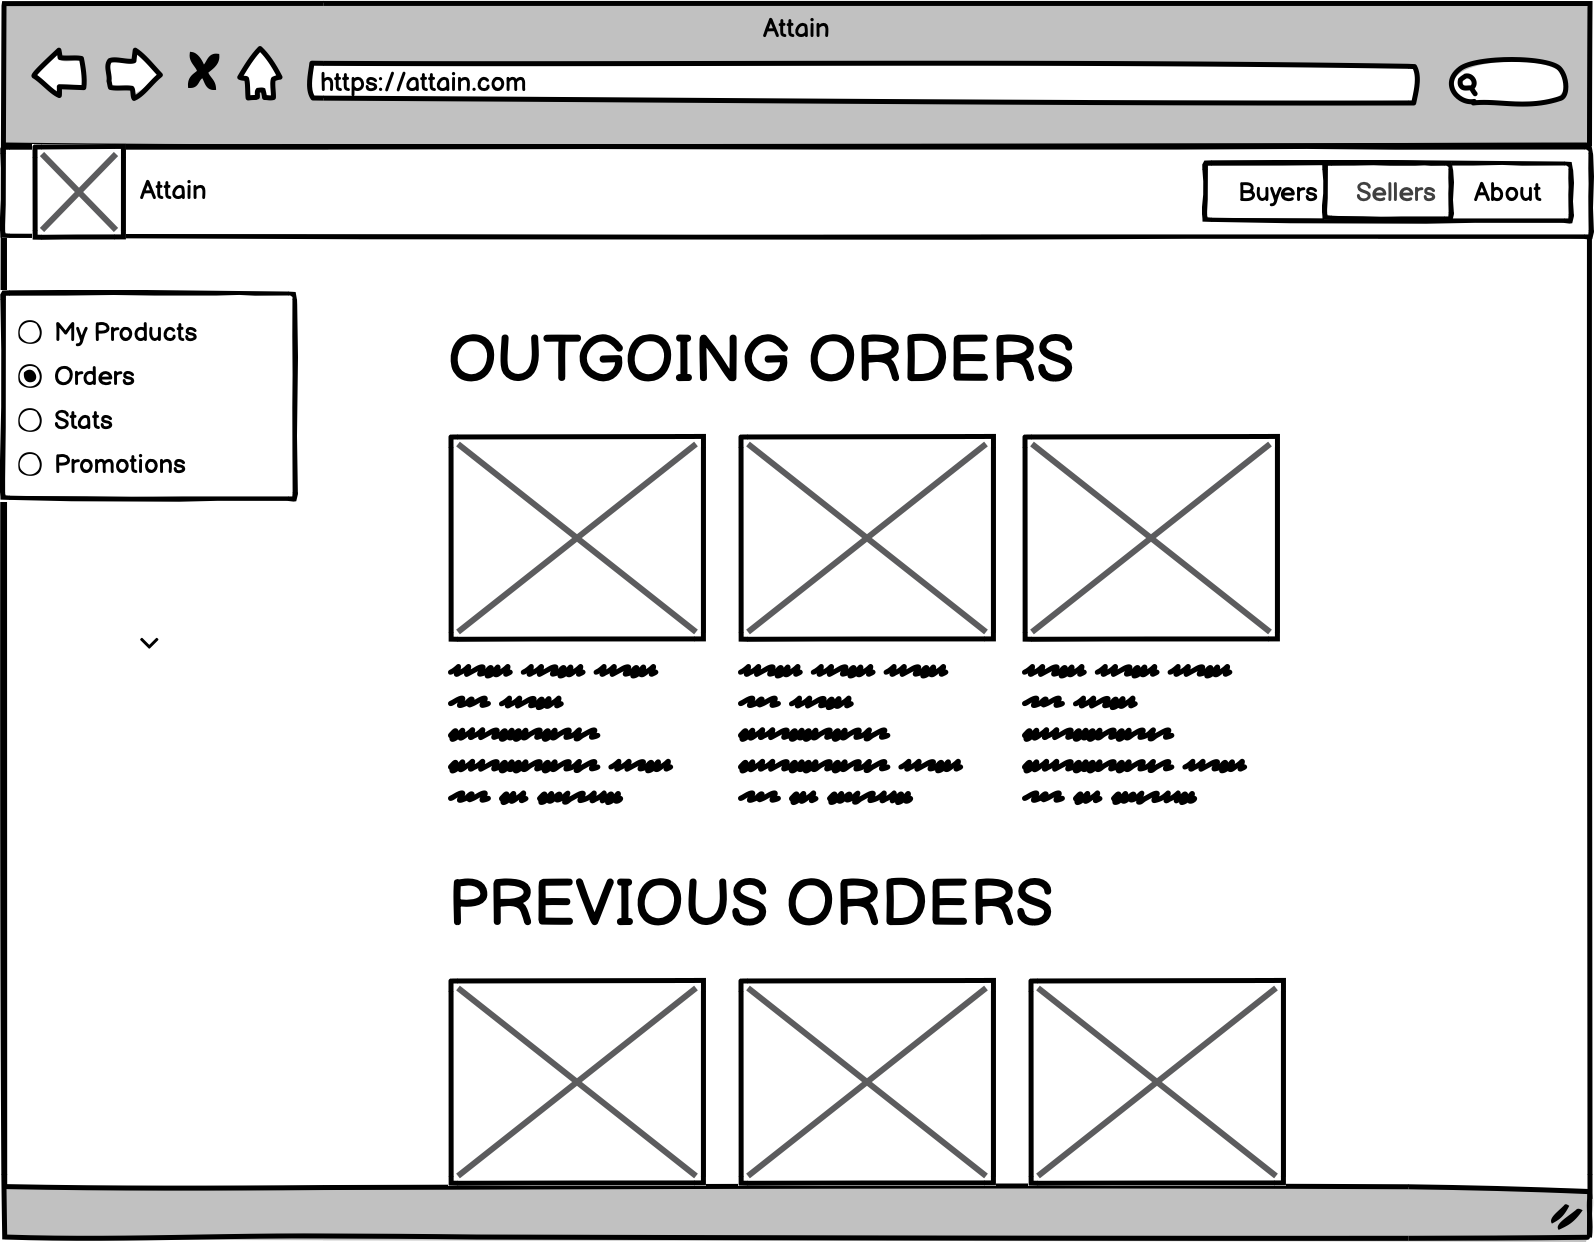 Attain
https://attain.com
Attain
Buyers Sellers About
My Products
Orders
Stats
Promotions
OUTGOING ORDERS
PREVIOUS ORDERS